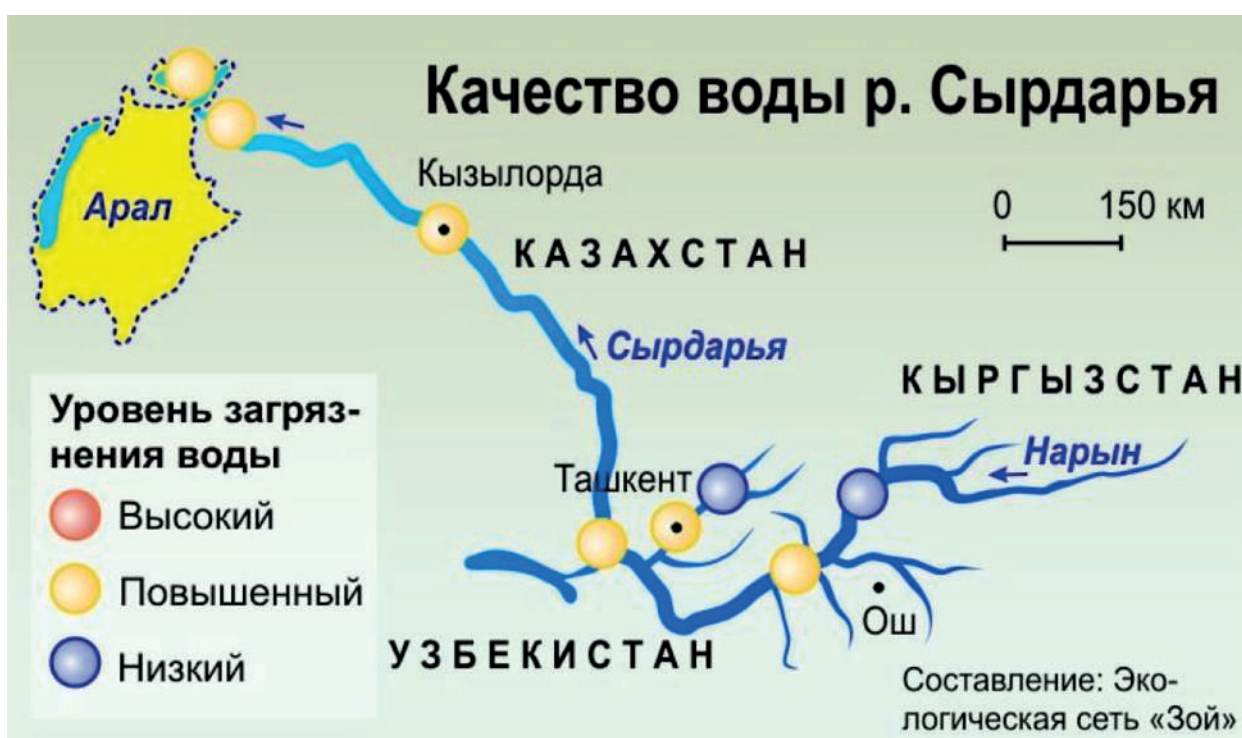 Качество воды р. Сырдарья
Кызылорда
0 150 км
Арал
КАЗАХСТАН
Сырдарья
КЫРГЫЗСТАН
Уровень загряз-
нения воды
Высокий
Повышенный
Низкий
Нарын
Ташкент
Ош
УЗБЕКИСТАН
Составление: Эко-
логическая сеть «Зой»